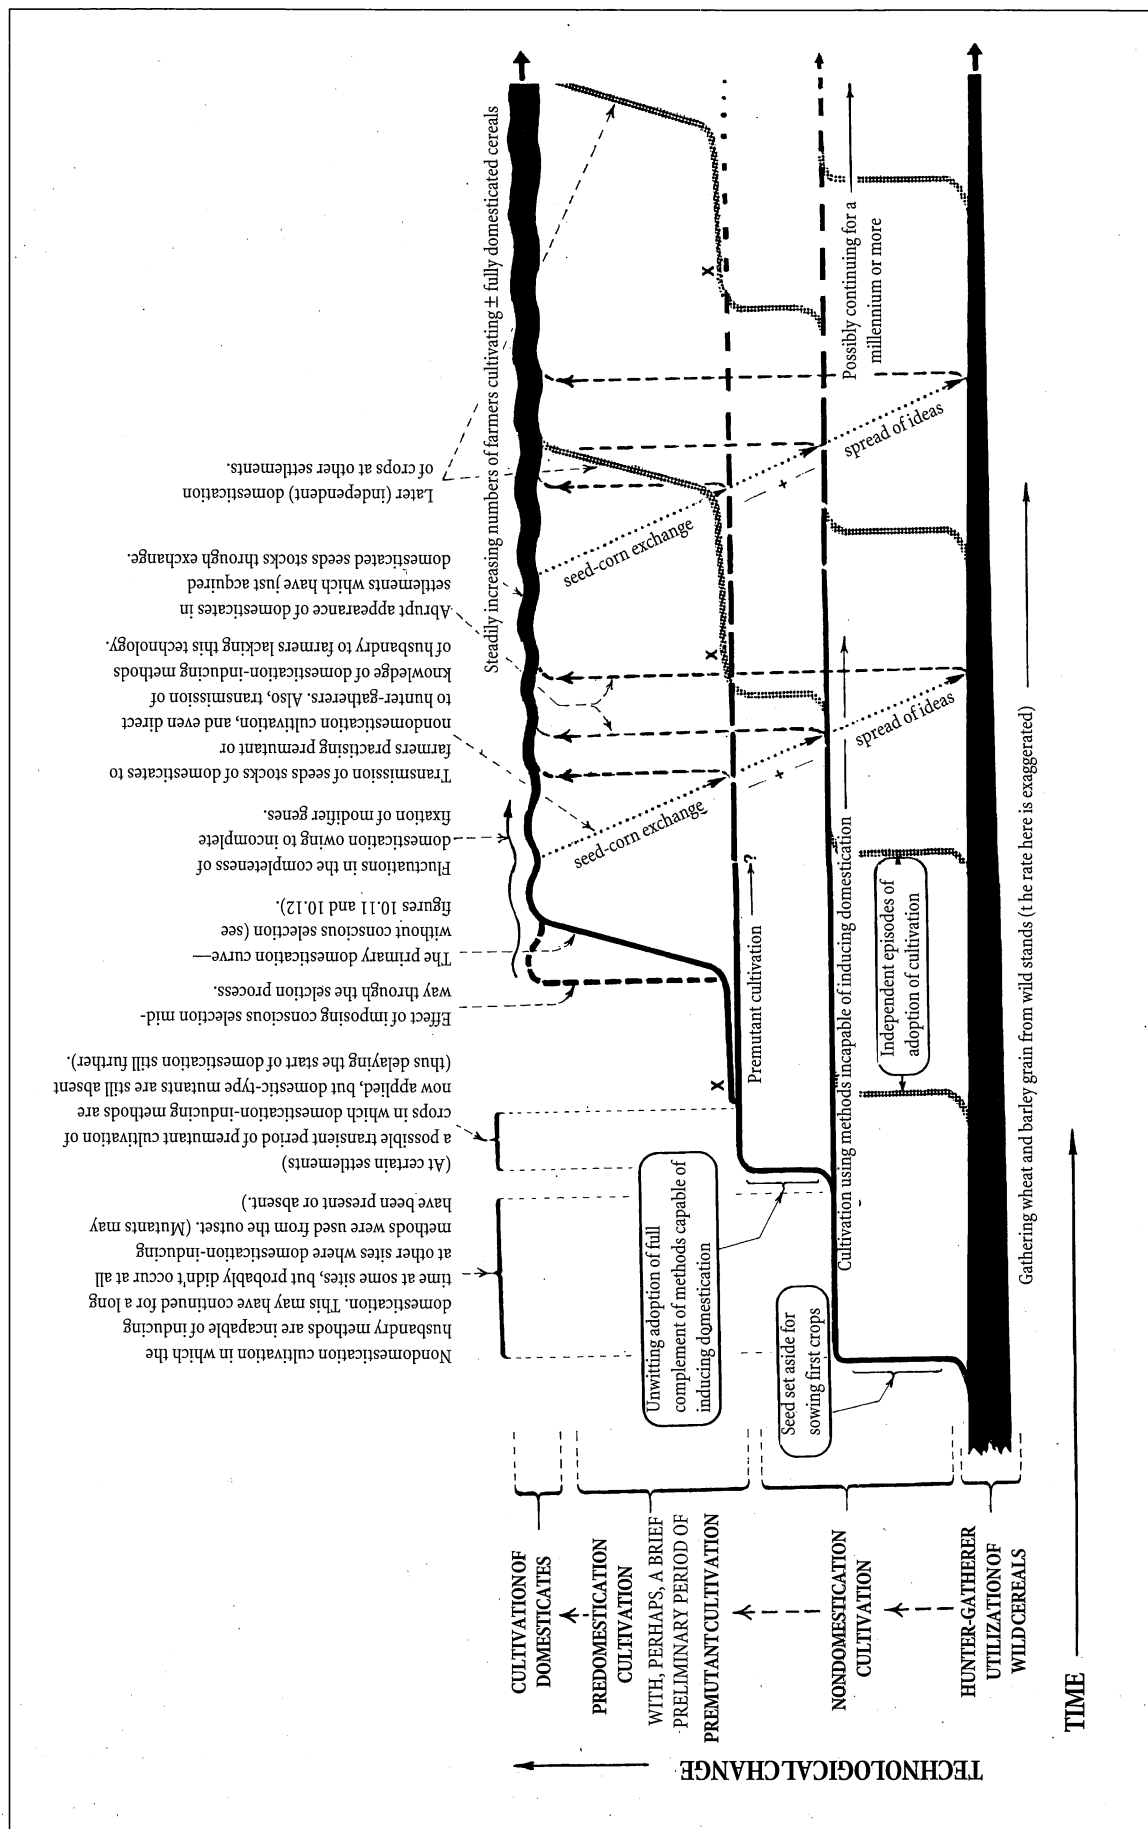 Nondomestication cultivation in which the
husbandry methods are incapable of inducing
domestication. This may have continued for a long
time at some sites, but probably didn't occur at all
at other sites where domestication-inducing
methods were used from the outset. (Mutants may
have been present or absent.)
(At certain settlements)
a possible transient period of premutant cultivation of
crops in which domestication-inducing methods are
now applied, but domestic-type mutants are still absent
(thus delaying the start of domestication still further).
Effect of imposing conscious selection mid-
way through the selction process.
The primary domestication curve—
without conscious selection (see
figures 10.11 and 10.12).
Fluctuations in the completeness of
domestication owing to incomplete
fixation of modifier genes.
Transmission of seeds stocks of domesticates to
farmers practising premutant or
nondomestication cultivation, and even direct
to hunter-gatherers. Also, transmission of
knowledge of domestication-inducing methods
of husbandry to farmers lacking this technology.
Abrupt appearance of domesticates in
settlements which have just acquired
domesticated seeds stocks through exchange.
Later (independent) domestication
of crops at other settlements.
Steadily increasing numbers of farmers cultivating ± fully domesticated cereals
CULTIVATION OF
DOMESTICATES
PREDOMESTICATION
CULTIVATION
WITH, PERHAPS, A BRIEF
PRELIMINARY PERIOD OF
PREMUTANT CULTIVATION
NONDOMESTICATION
CULTIVATION
HUNTER-GATHERER
UTILIZATION OF
WILD CEREALS
TECHNOLOGICAL CHANGE
TIME
Unwitting adoption of full
complement of methods capable of
inducing domestication
Seed set aside for
sowing first crops
Independent episodes of
adoption of cultivation
X
Premutant cultivation
?
Cultivation using methods incapable of inducing domestication
seed-corn exchange
+
spread of ideas
X
seed-corn exchange
+
spread of ideas
X
Possibly continuing for a
millennium or more
Gathering wheat and barley grain from wild stands (t he rate here is exaggerated)